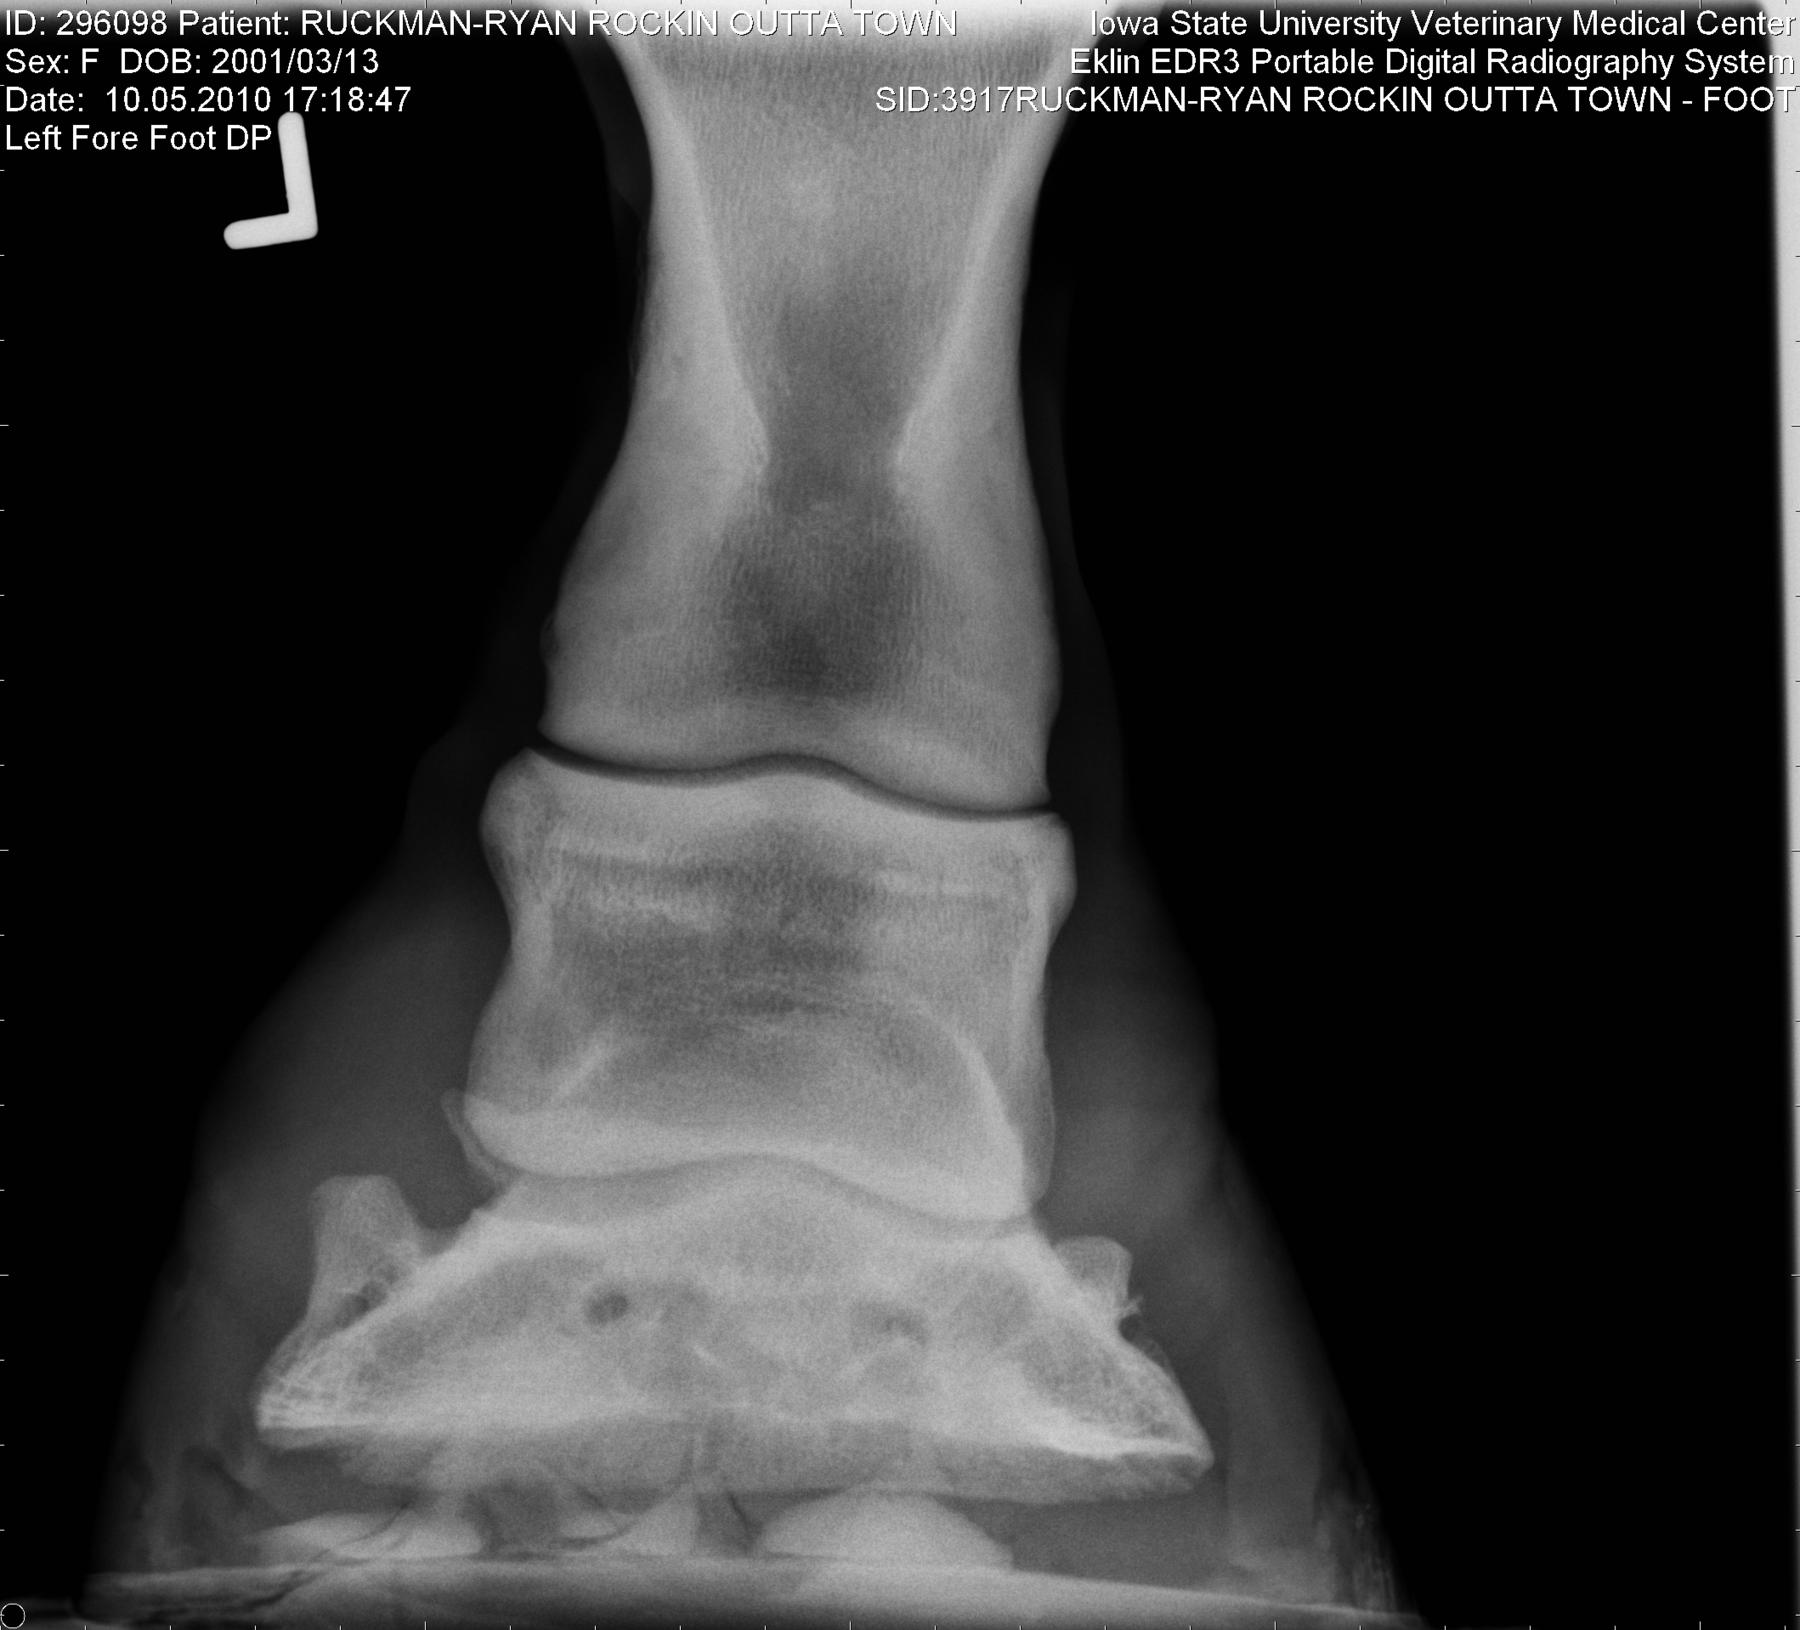 ID: 296098 Patient: RUCKMAN-RYAN ROCKIN OUTTA TOWN
Sex: F DOB: 2001/03/13
Date: 10.05.2010 17:18:47
Left Fore Foot DP
Iowa State University Veterinary Medical Center
Eklin EDR3 Portable Digital Radiography System
SID:3917RUCKMAN-RYAN ROCKIN OUTTA TOWN - FOOT
L